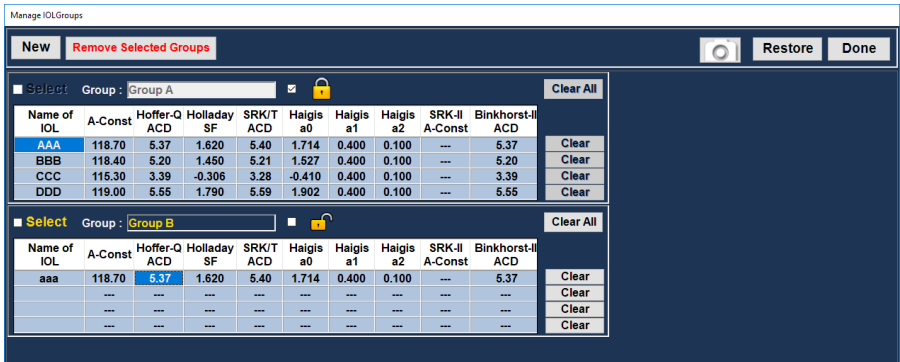 Manage IOLGroups
New Remove Selected Groups Restore Done
Select Group : Group A Clear All
Name of IOL A-Const Hoffer-Q ACD Holladay SF SRK/T ACD Haigis a0 Haigis a1 Haigis a2 SRK-II A-Const Binkhorst-II ACD
AAA 118.70 5.37 1.620 5.40 1.714 0.400 0.100 --- 5.37 Clear
BBB 118.40 5.20 1.450 5.21 1.527 0.400 0.100 --- 5.20 Clear
CCC 115.30 3.39 -0.306 3.28 -0.410 0.400 0.100 --- 3.39 Clear
DDD 119.00 5.55 1.790 5.59 1.902 0.400 0.100 --- 5.55 Clear
Select Group : Group B Clear All
Name of IOL A-Const Hoffer-Q ACD Holladay SF SRK/T ACD Haigis a0 Haigis a1 Haigis a2 SRK-II A-Const Binkhorst-II ACD
aaa 118.70 5.37 1.620 5.40 1.714 0.400 0.100 --- 5.37 Clear
--- --- --- --- --- --- --- --- --- Clear
--- --- --- --- --- --- --- --- --- Clear
--- --- --- --- --- --- --- --- --- Clear